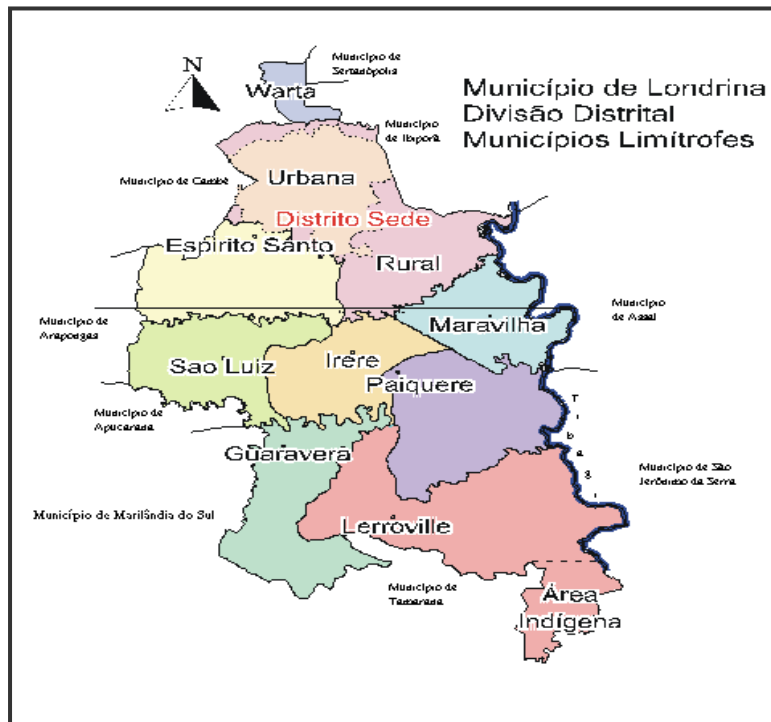 Município de Londrina
Divisão Distrital
Municípios Limítrofes
N
Município de
Sertanópolis
Warta
Município
de Ibiporã
Urbana
Município de Cambé
Distrito Sede
Espirito Santo
Rural
Município
de Assaí
Maravilha
Município de
Arapongas
Irere
Sao Luiz
Paiquere
Município de
Apucarana
Tibagi
Guaravera
Município de São
Jerônimo da Serra
Município de Marilândia do Sul
Lerroville
Município de
Tamarana
Área
Indígena